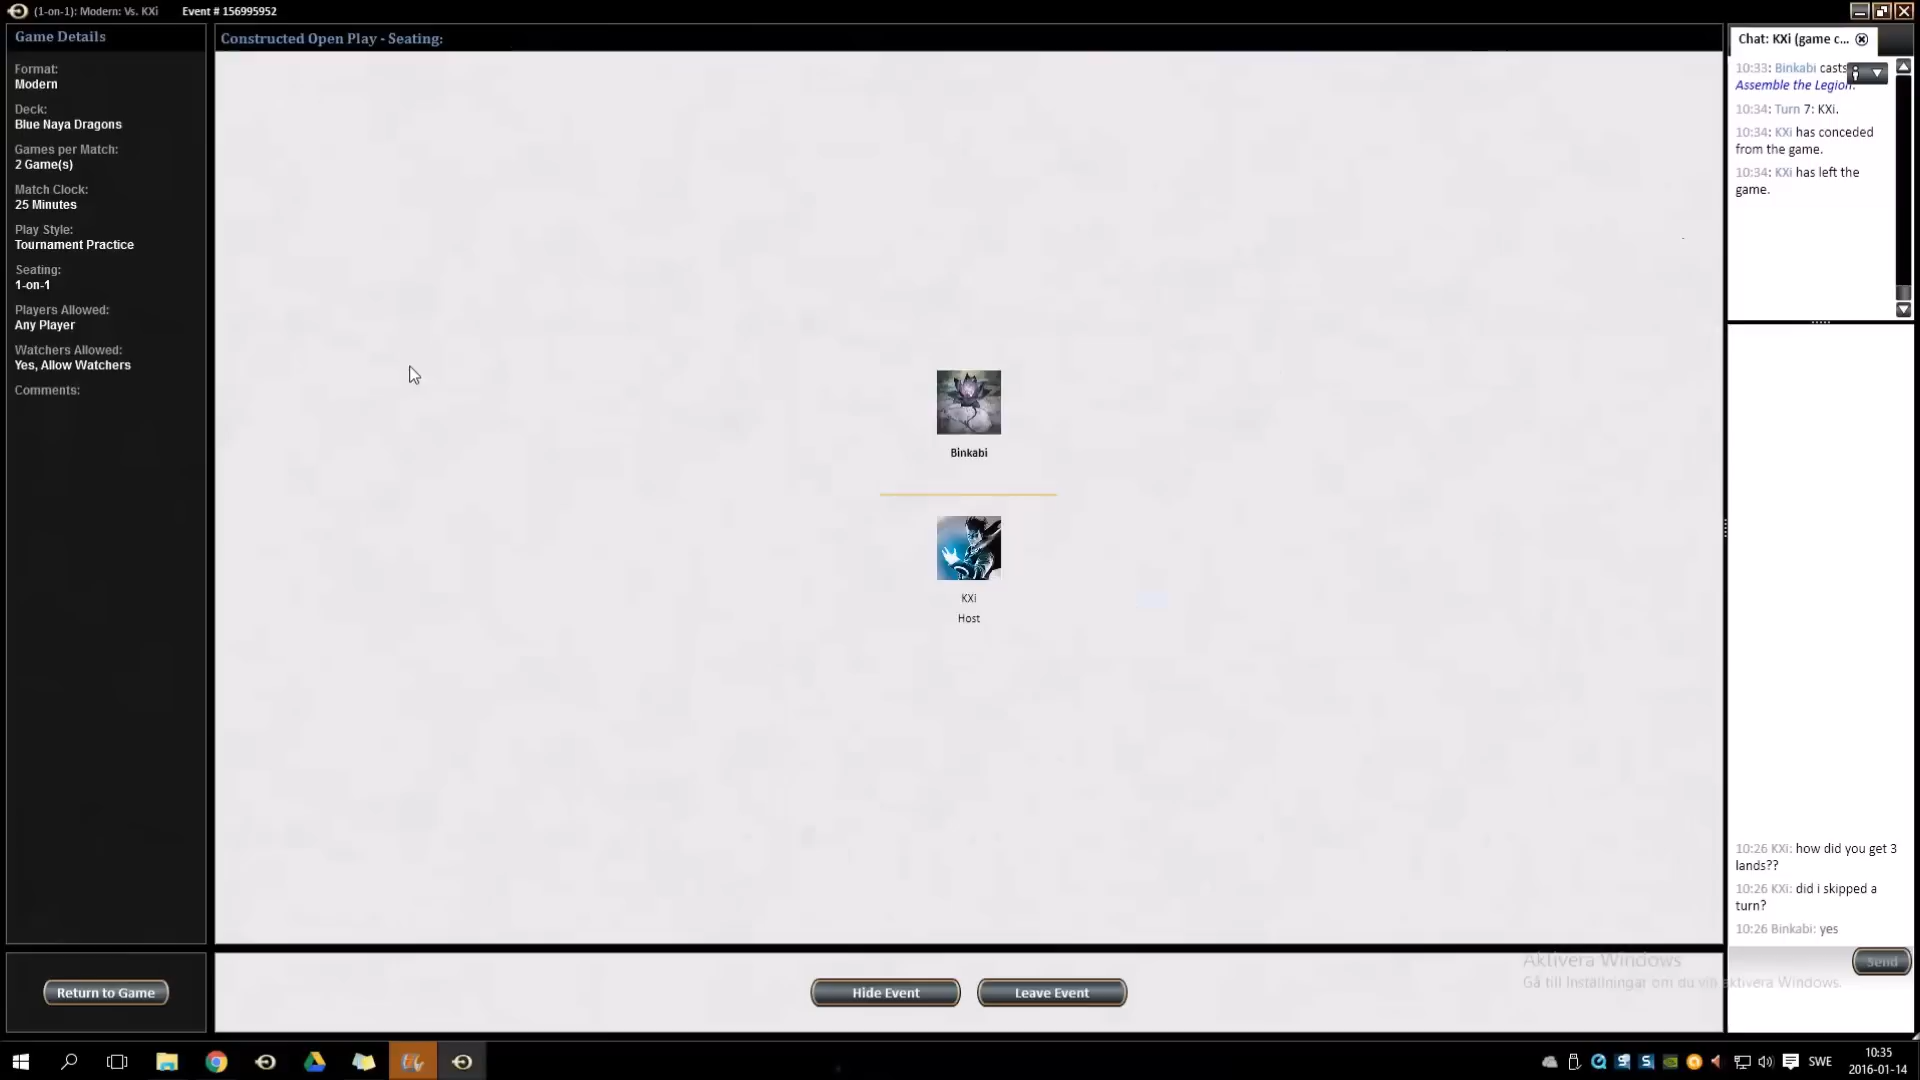 (1-on-1): Modern: Vs. KXi Event # 156995952
Game Details
Format:
Modern
Deck:
Blue Naya Dragons
Games per Match:
2 Game(s)
Match Clock:
25 Minutes
Play Style:
Tournament Practice
Seating:
1-on-1
Players Allowed:
Any Player
Watchers Allowed:
Yes, Allow Watchers
Comments:
Return to Game
Constructed Open Play - Seating:
Binkabi
KXi
Host
Hide Event
Leave Event
Chat: KXi (game c...
10:33: Binkabi casts
Assemble the Legion.
10:34: Turn 7: KXi.
10:34: KXi has conceded
from the game.
10:34: KXi has left the
game.
10:26 KXi: how did you get 3
lands??
10:26 KXi: did i skipped a
turn?
10:26 Binkabi: yes
Send
Aktivera Windows
Gå till Inställningar om du vill aktivera Windows.
SWE
10:35
2016-01-14